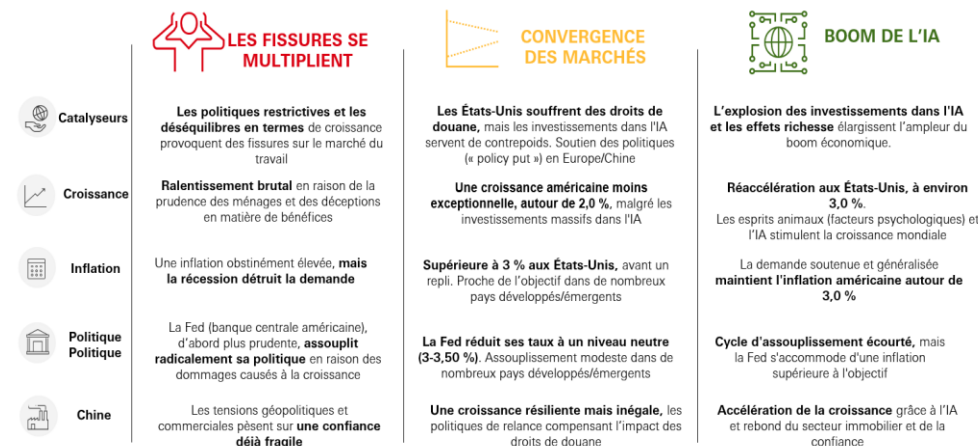 LES FISSURES SE
MULTIPLIENT
CONVERGENCE
DES MARCHÉS
BOOM DE L'IA
Catalyseurs
Les politiques restrictives et les
déséquilibres en termes de croissance
provoquent des fissures sur le marché du
travail
Les États-Unis souffrent des droits de
douane, mais les investissements dans l'IA
servent de contrepoids. Soutien des politiques
(« policy put ») en Europe/Chine
L'explosion des investissements dans l'IA
et les effets richesse élargissent l'ampleur du
boom économique.
Croissance
Ralentissement brutal en raison de la
prudence des ménages et des déceptions
en matière de bénéfices
Une croissance américaine moins
exceptionnelle, autour de 2,0 %, malgré les
investissements massifs dans l'IA
Réaccélération aux États-Unis, à environ
3,0 %.
Les esprits animaux (facteurs psychologiques) et
l'IA stimulent la croissance mondiale
Inflation
Une inflation obstinément élevée, mais
la récession détruit la demande
Supérieure à 3 % aux États-Unis, avant un
repli. Proche de l'objectif dans de nombreux
pays développés/émergents
La demande soutenue et généralisée
maintient l'inflation américaine autour de
3,0 %
Politique
Politique
La Fed (banque centrale américaine),
d'abord plus prudente, assouplit
radicalement sa politique en raison des
dommages causés à la croissance
La Fed réduit ses taux à un niveau neutre
(3-3,50 %). Assouplissement modeste dans de
nombreux pays développés/émergents
Cycle d'assouplissement écourté, mais
la Fed s'accommode d'une inflation
supérieure à l'objectif
Chine
Les tensions géopolitiques et
commerciales pèsent sur une confiance
déjà fragile
Une croissance résiliente mais inégale, les
politiques de relance compensant l'impact des
droits de douane
Accélération de la croissance grâce à l'IA
et rebond du secteur immobilier et de la
confiance